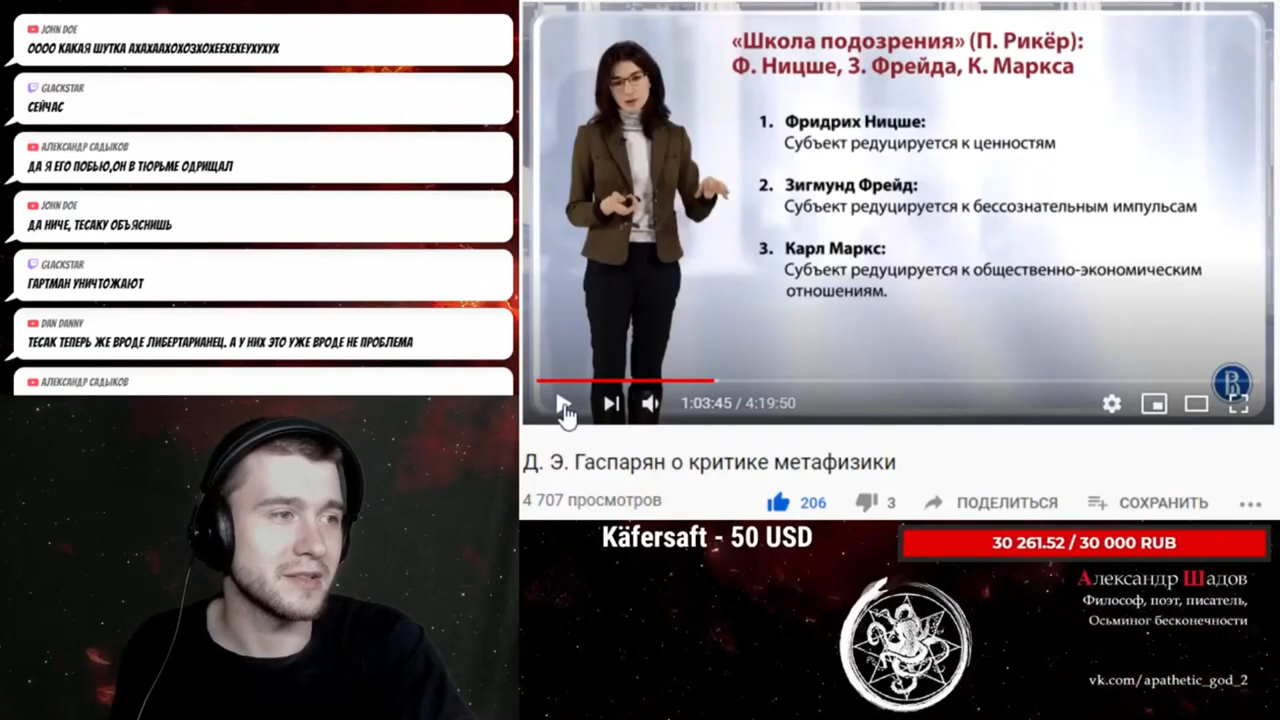 JOHN DOE
ОООО КАКАЯ ШУТКА АХАХААХОХОЗХОХЕЕХЕХЕУХУХУХ
GLACKSTAR
СЕЙЧАС
АЛЕКСАНДР САДЫКОВ
ДА Я ЕГО ПОБЬЮ,ОН В ТЮРЬМЕ ОДРИЩАЛ
JOHN DOE
ДА НИЧЕ, ТЕСАКУ ОБЪЯСНИШЬ
GLACKSTAR
ГАРТМАН УНИЧТОЖАЮТ
DAN DANNY
ТЕСАК ТЕПЕРЬ ЖЕ ВРОДЕ ЛИБЕРТАРИАНЕЦ. А У НИХ ЭТО УЖЕ ВРОДЕ НЕ ПРОБЛЕМА
АЛЕКСАНДР САДЫКОВ
«Школа подозрения» (П. Рикёр):
Ф. Ницше, З. Фрейда, К. Маркса
1. Фридрих Ницше:
Субъект редуцируется к ценностям
2. Зигмунд Фрейд:
Субъект редуцируется к бессознательным импульсам
3. Карл Маркс:
Субъект редуцируется к общественно-экономическим
отношениям.
1:03:45 / 4:19:50
Д. Э. Гаспарян о критике метафизики
4 707 просмотров
206
3
ПОДЕЛИТЬСЯ
СОХРАНИТЬ
Käfersaft - 50 USD
30 261.52 / 30 000 RUB
Александр Шадов
Философ, поэт, писатель,
Осьминог бесконечности
vk.com/apathetic_god_2